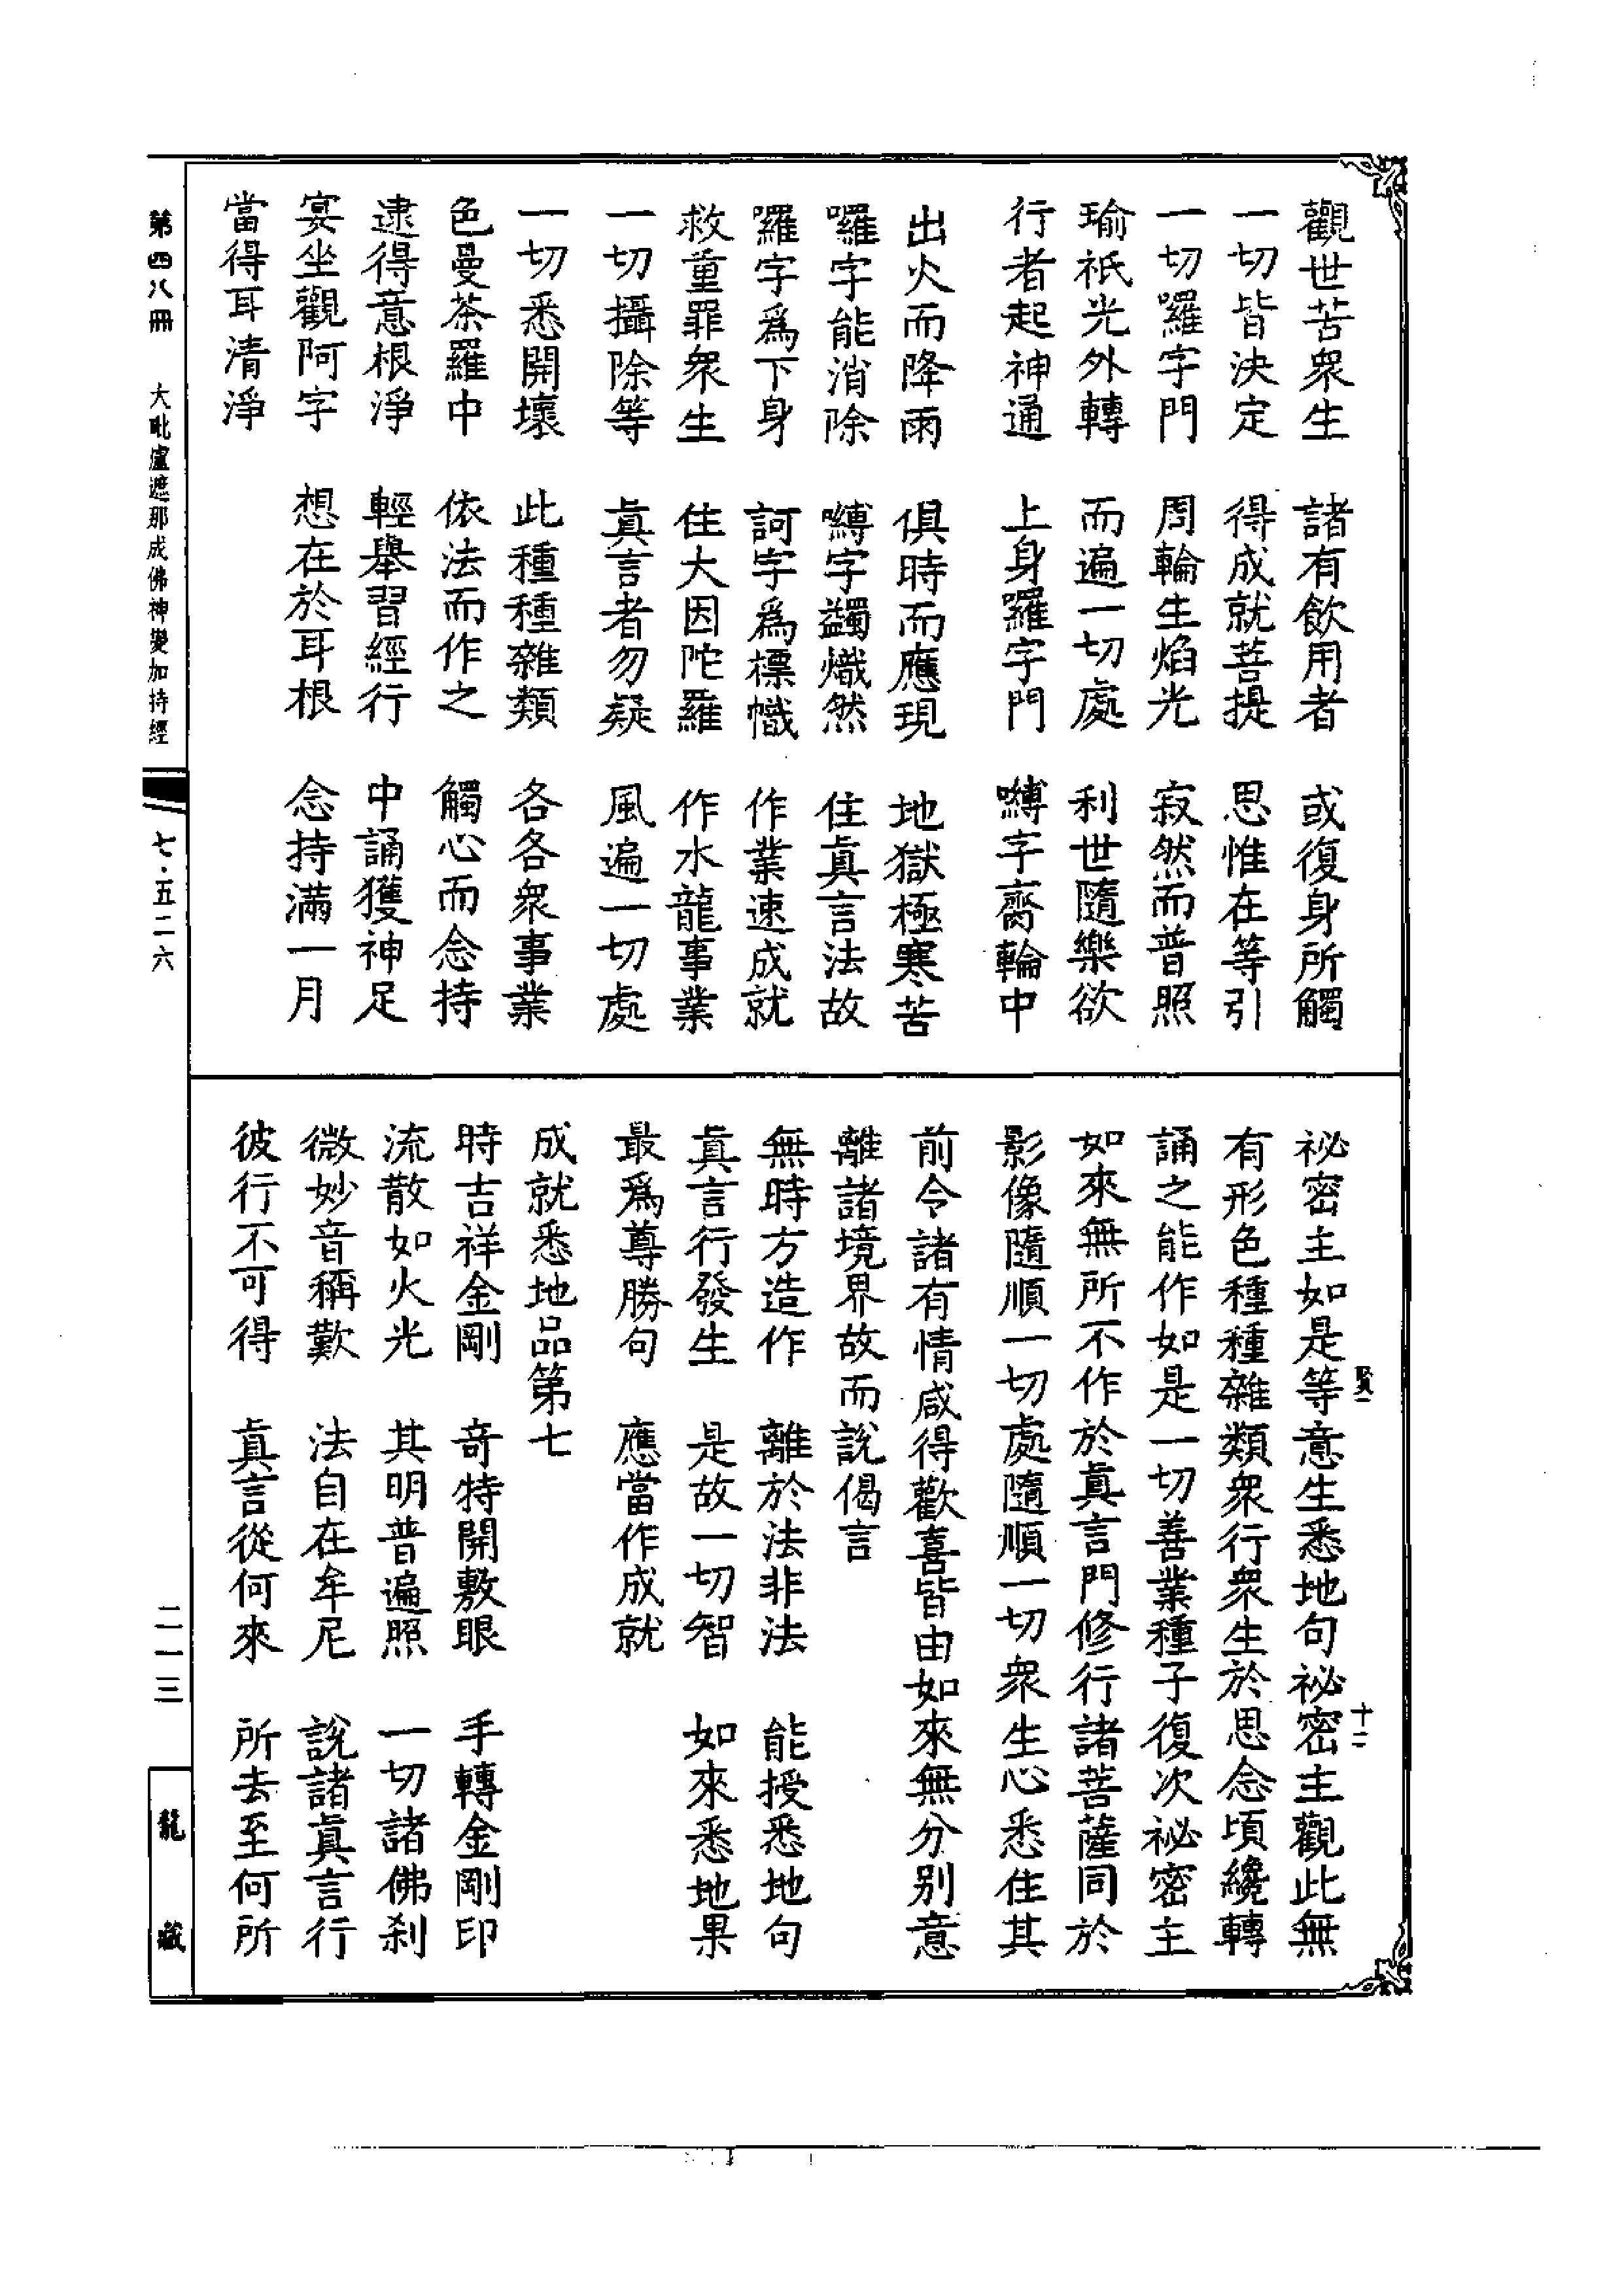 觀世苦衆生　諸有飲用者　或復身所觸
一切皆決定　得成就菩提　思惟在等引
一切囉字門　周輪生焰光　寂然而普照
瑜祇光外轉　而遍一切處　利世隨樂欲
行者起神通　上身羅字門　嚩字齎輪中
出火而降雨　俱時而應現　地獄極寒苦
囉字能消除　嚩字蠲熾然　住眞言法故
囉字爲下身　訶字爲標幟　作業速成就
救重罪衆生　住大因陀羅　作水龍事業
一切攝除等　眞言者勿疑　風遍一切處
一切悉開壞　此種種雜類　各各衆事業
色曼荼羅中　依法而作之　觸心而念持
逮得意根淨　輕舉習經行　中誦獲神足
宴坐觀阿字　想在於耳根　念持滿一月
當得耳清淨
祕密主如是等意生悉地句祕密主觀此無
有形色種種雜類衆行衆生於思念頃纔轉
誦之能作如是一切善業種子復次祕密主
如來無所不作於眞言門修行諸菩薩同於
影像隨順一切處隨順一切衆生心悉住其
前令諸有情咸得歡喜皆由如來無分別意
離諸境界故而說偈言
無時方造作　離於法非法　能授悉地句
眞言行發生　是故一切智　如來悉地果
最爲尊勝句　應當作成就
成就悉地品第七
時吉祥金剛　奇特開敷眼　手轉金剛印
流散如火光　其明普遍照　一切諸佛刹
微妙音稱歎　法自在牟尼　說諸眞言行
彼行不可得　眞言從何來　所去至何所
賢一
十二
第四八冊　大毗盧遮那成佛神變加持經
七·五二六
二一三
龍藏